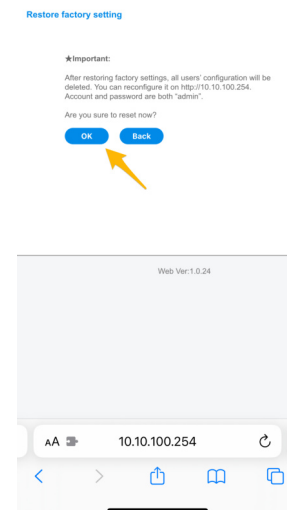 Restore factory setting
★Important:
After restoring factory settings, all users' configuration will be
deleted. You can reconfigure it on http://10.10.100.254.
Account and password are both "admin".
Are you sure to reset now?
OK Back
Web Ver:1.0.24
AA 10.10.100.254